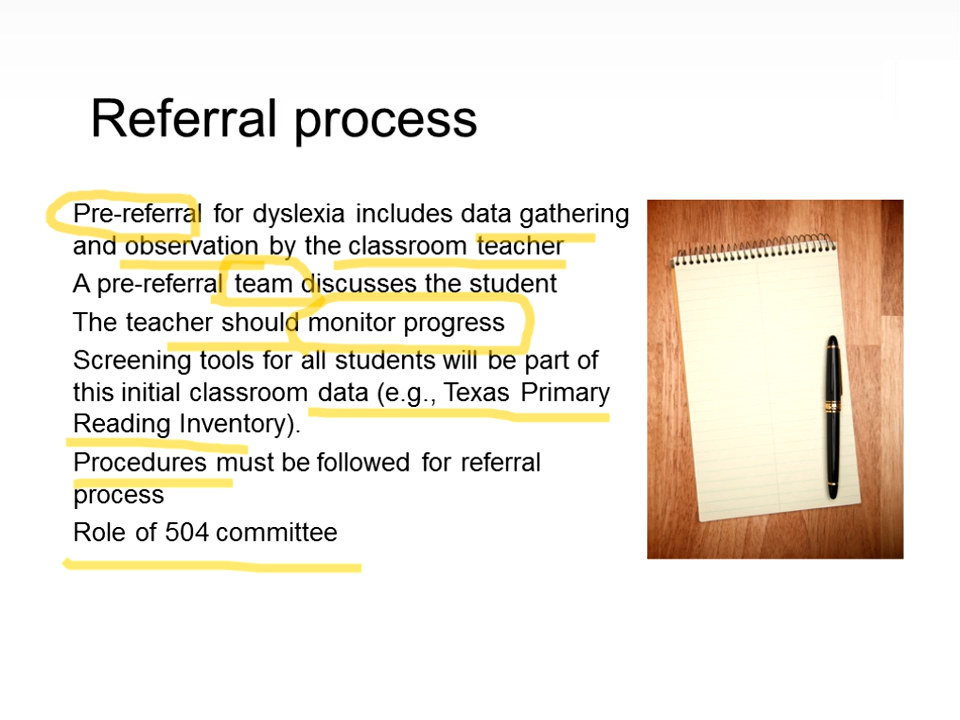 Referral process
Pre-referral for dyslexia includes data gathering
and observation by the classroom teacher
A pre-referral team discusses the student
The teacher should monitor progress
Screening tools for all students will be part of
this initial classroom data (e.g., Texas Primary
Reading Inventory).
Procedures must be followed for referral
process
Role of 504 committee